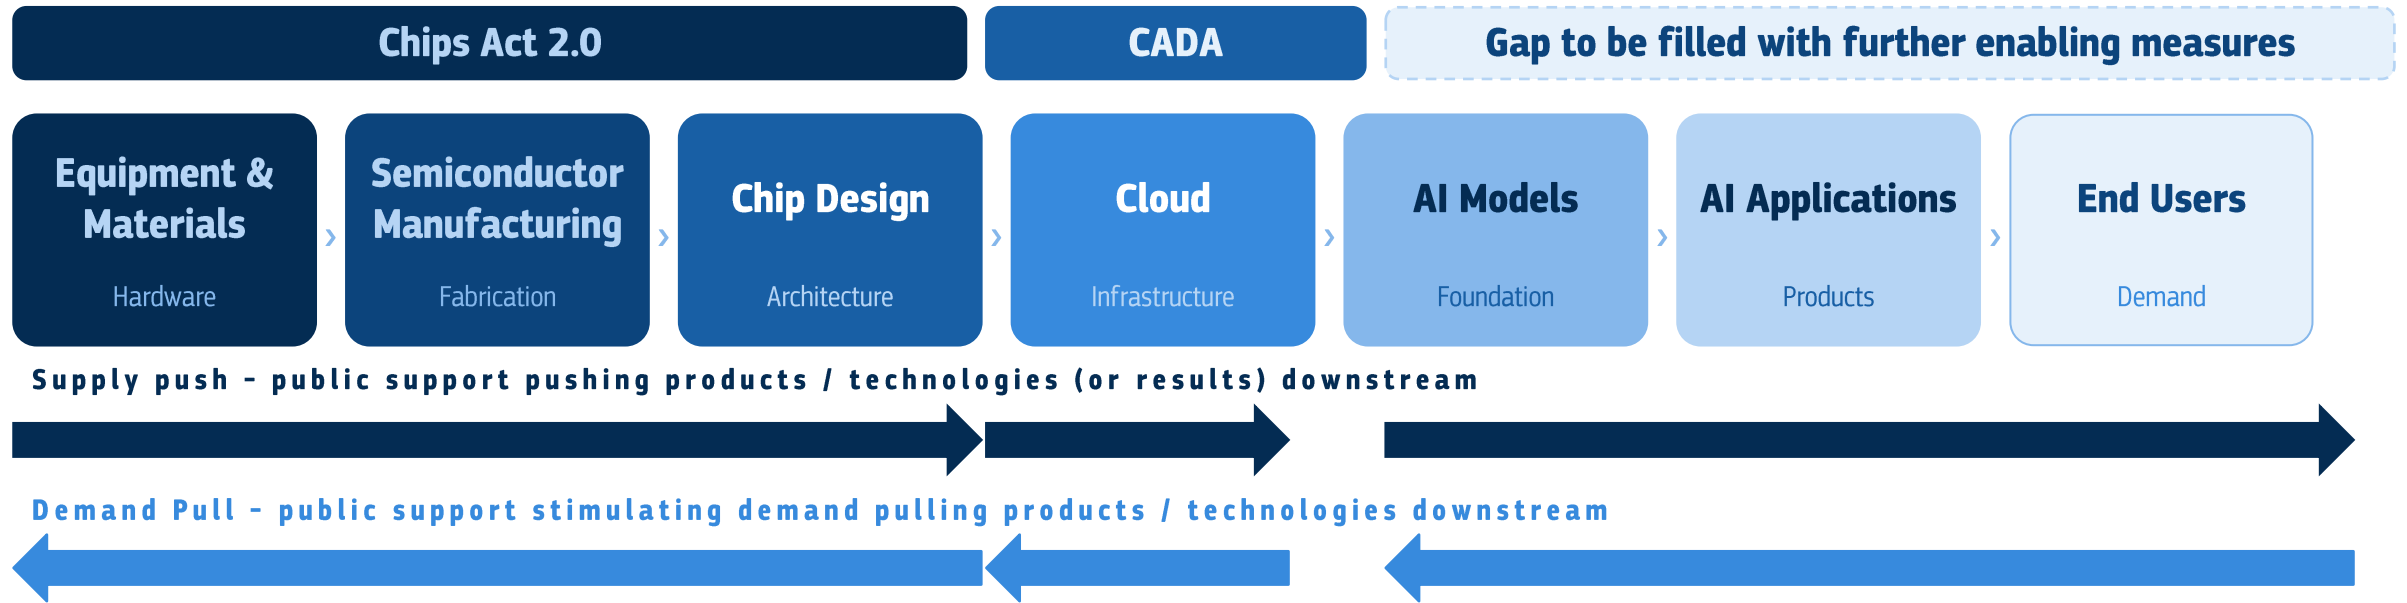 Chips Act 2.0
CADA
Gap to be filled with further enabling measures
Equipment &
Materials
Hardware
›
Semiconductor
Manufacturing
Fabrication
›
Chip Design
Architecture
›
Cloud
Infrastructure
›
AI Models
Foundation
›
AI Applications
Products
›
End Users
Demand
Supply push – public support pushing products / technologies (or results) downstream
Demand Pull – public support stimulating demand pulling products / technologies downstream